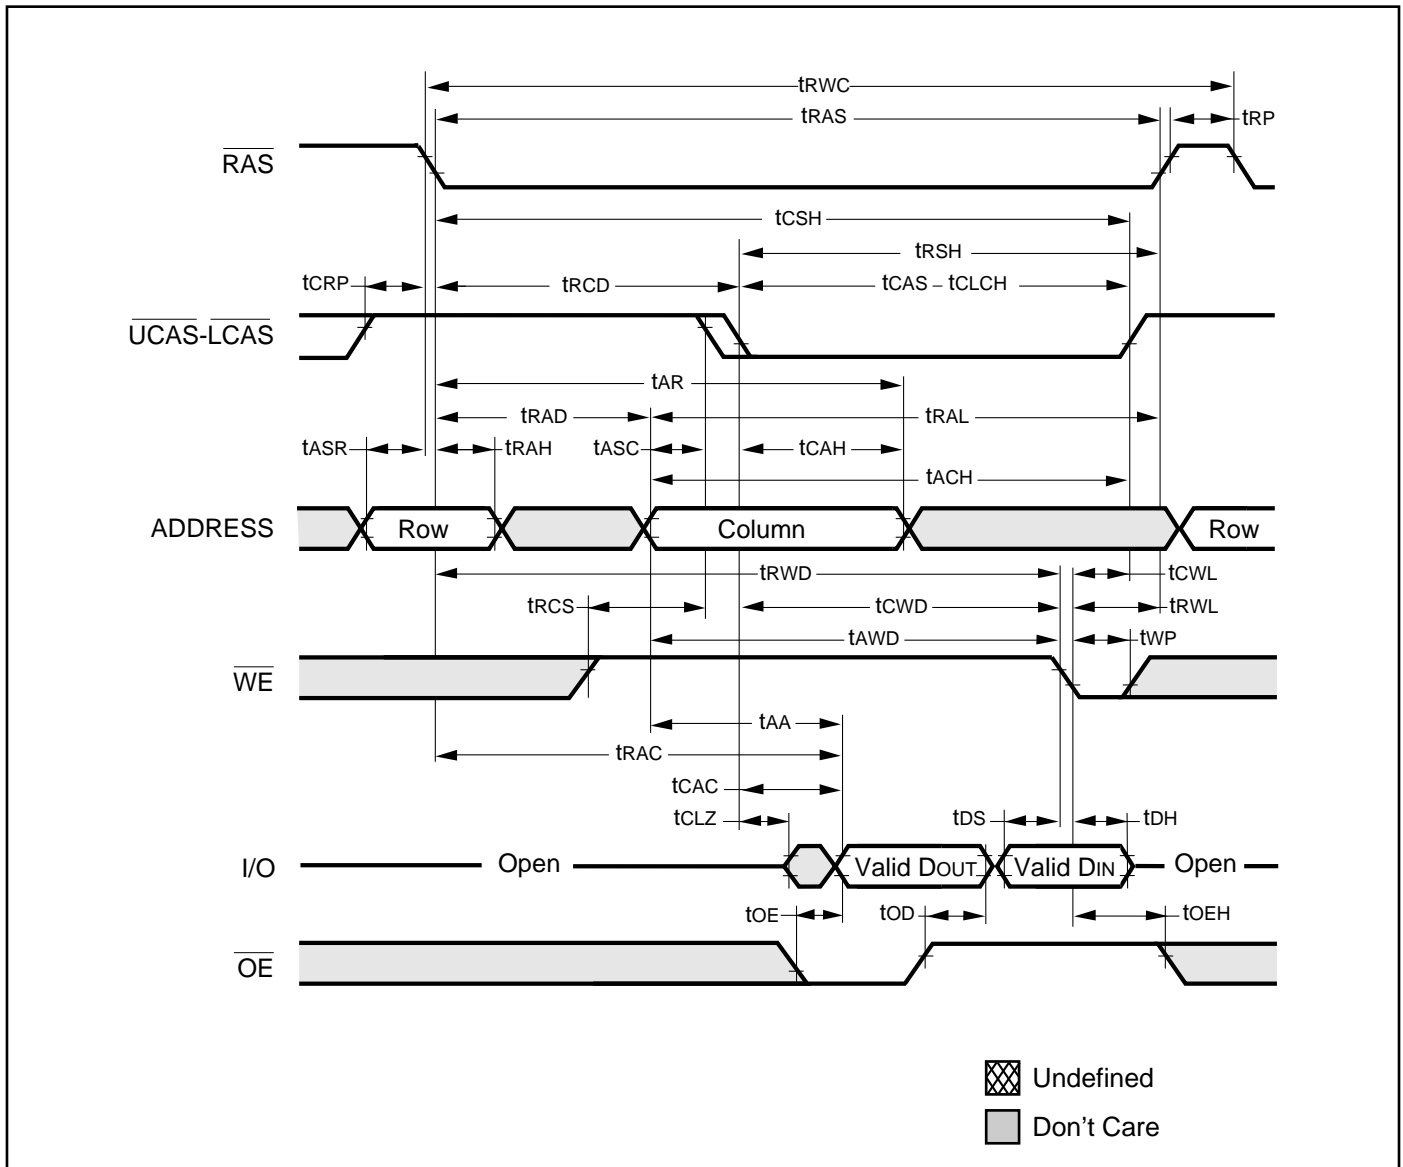 tRWC
tRAS
tRP
RAS
tCSH
tRSH
tCRP
tRCD
tCAS - tCLCH
UCAS-LCAS
tAR
tRAD
tRAL
tASR
tRAH
tASC
tCAH
tACH
ADDRESS
Row
Column
Row
tRWD
tCWL
tRCS
tCWD
tRWL
tAWD
tWP
WE
tAA
tRAC
tCAC
tCLZ
tDS
tDH
I/O
Open
Valid DOUT
Valid DIN
Open
tOE
tOD
tOEH
OE
Undefined
Don't Care